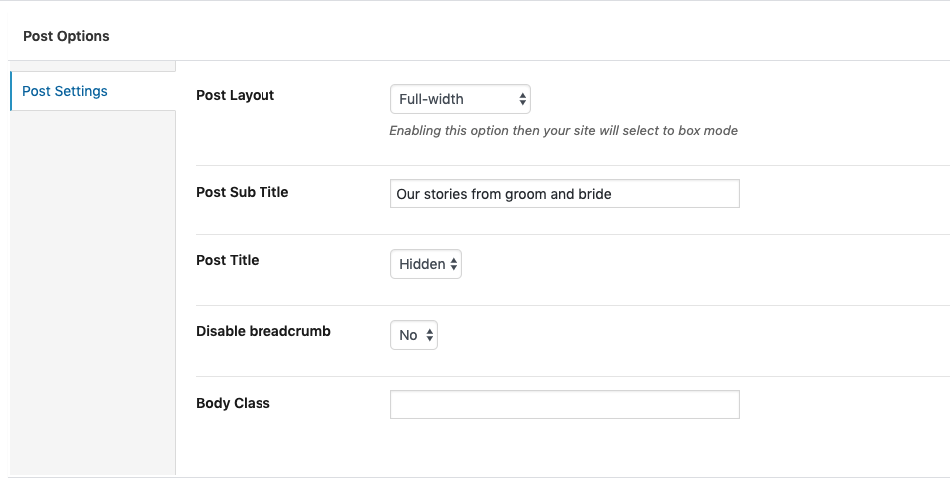 Post Options
Post Settings
Post Layout
Full-width
Enabling this option then your site will select to box mode
Post Sub Title
Our stories from groom and bride
Post Title
Hidden
Disable breadcrumb
No
Body Class